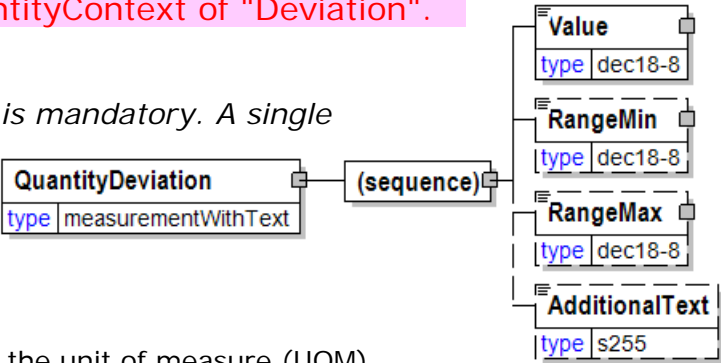 ntityContext of "Deviation".
is mandatory. A single
QuantityDeviation
type measurementWithText
(sequence)
Value
type dec18-8
RangeMin
type dec18-8
RangeMax
type dec18-8
AdditionalText
type s255
the unit of measure (UOM)